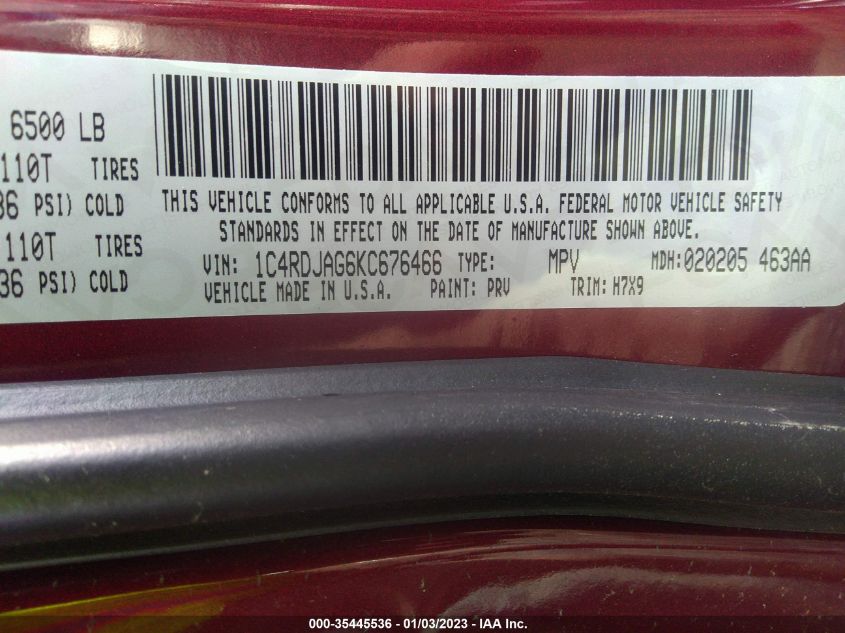 6500 LB
110T TIRES
36 PSI) COLD
110T TIRES
36 PSI) COLD
THIS VEHICLE CONFORMS TO ALL APPLICABLE U.S.A. FEDERAL MOTOR VEHICLE SAFETY
STANDARDS IN EFFECT ON THE DATE OF MANUFACTURE SHOWN ABOVE.
VIN: 1C4RDJAG6KC676466 TYPE: MPV MDH:020205 463AA
VEHICLE MADE IN U.S.A. PAINT: PRV TRIM: H7X9
000-35445536 - 01/03/2023 - IAA Inc.